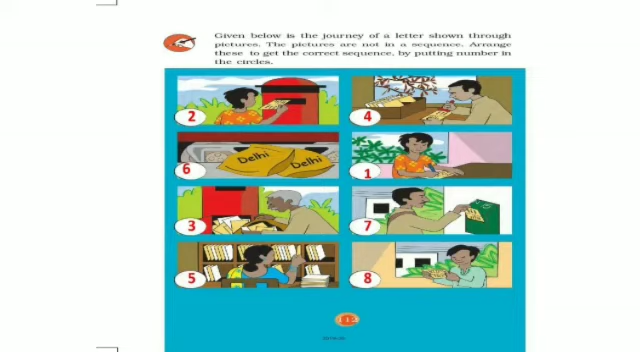 Given below is the journey of a letter shown through
pictures. The pictures are not in a sequence. Arrange
these to get the correct sequence, by putting number in
the circles.
2
4
Delhi
Delhi
6
1
3
7
5
8